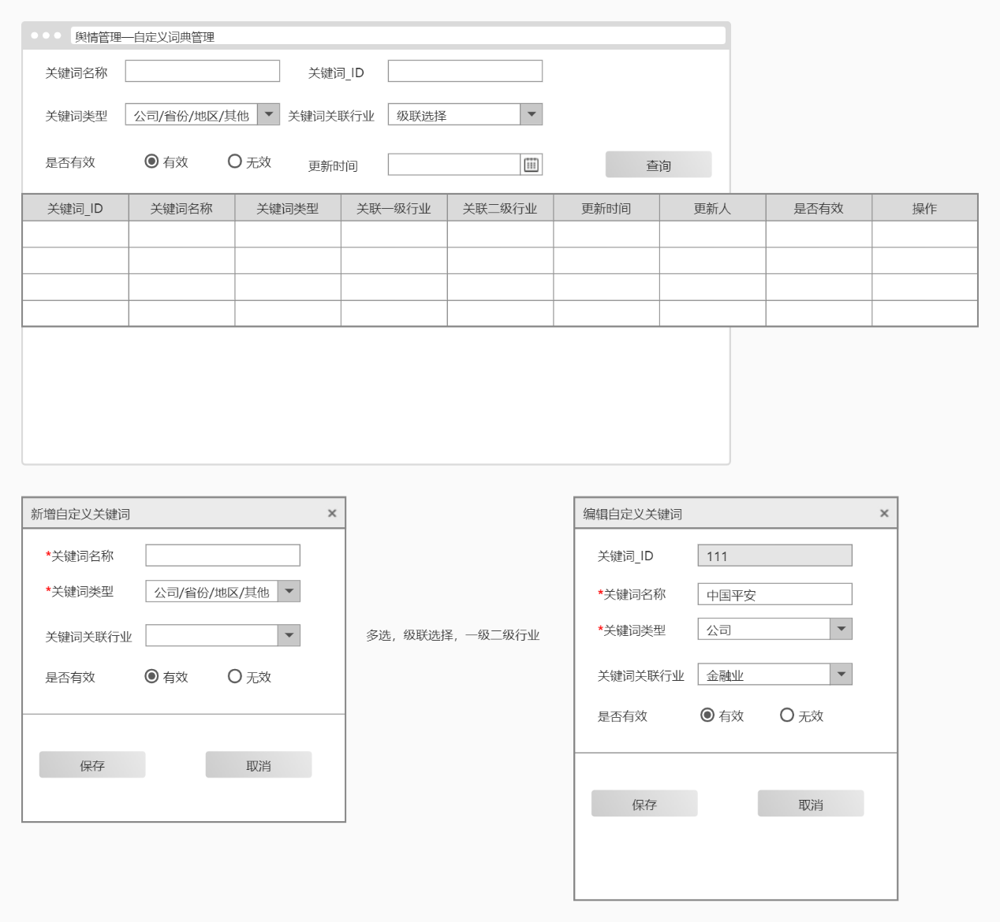 舆情管理—自定义词典管理
关键词名称 关键词_ID
关键词类型 公司/省份/地区/其他 关键词关联行业 级联选择
是否有效 有效 无效 更新时间 查询
关键词_ID 关键词名称 关键词类型 关联一级行业 关联二级行业 更新时间 更新人 是否有效 操作
新增自定义关键词
*关键词名称
*关键词类型 公司/省份/地区/其他
关键词关联行业
是否有效 有效 无效
保存 取消
多选，级联选择，一级二级行业
编辑自定义关键词
关键词_ID 111
*关键词名称 中国平安
*关键词类型 公司
关键词关联行业 金融业
是否有效 有效 无效
保存 取消